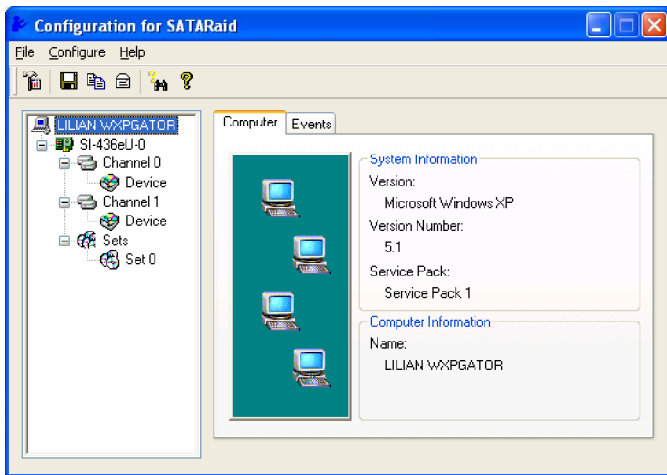 Configuration for SATARaid
File Configure Help
LILIAN WXPGATOR
SI-436eU-0
Channel 0
Device
Channel 1
Device
Sets
Set 0
Computer Events
System Information
Version:
Microsoft Windows XP
Version Number:
5.1
Service Pack:
Service Pack 1
Computer Information
Name:
LILIAN WXPGATOR